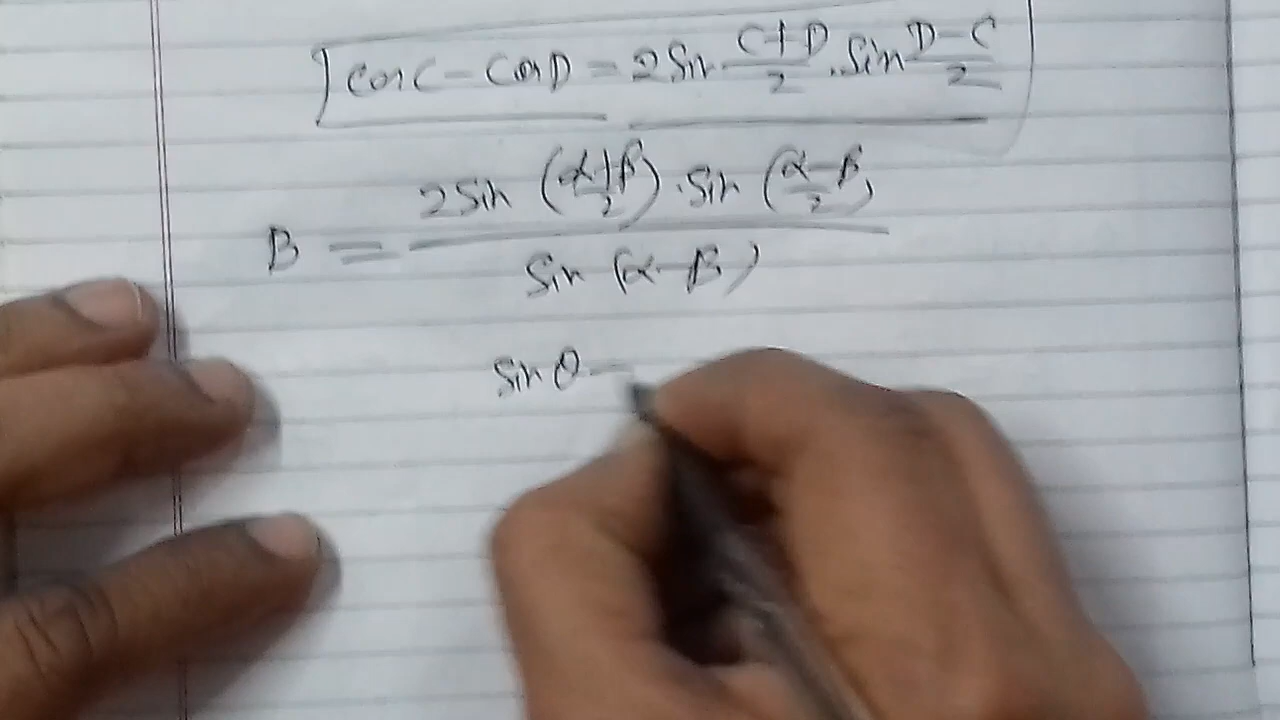 cos C - cos D = 2 Sin C+D/2 . Sin D-C/2
B = 2 Sin (α+β/2) . Sin (α-β/2) / Sin (α-β)
Sin θ =